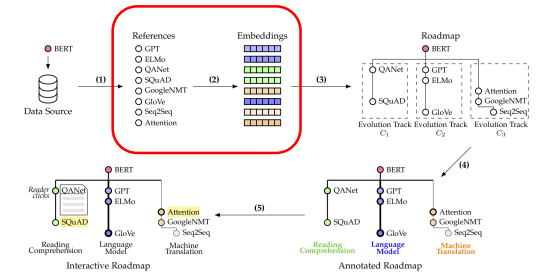 BERT
Data Source
(1)
References
GPT
ELMo
QANet
SQuAD
GoogleNMT
GloVe
Seq2Seq
Attention
(2)
Embeddings
(3)
Roadmap
BERT
QANet
GPT
ELMo
Attention
SQuAD
GoogleNMT
GloVe
Seq2Seq
Evolution Track
C1
Evolution Track
C2
Evolution Track
C3
(4)
BERT
QANet
GPT
ELMo
Attention
SQuAD
GoogleNMT
GloVe
Seq2Seq
Reading
Comprehension
Language
Model
Machine
Translation
Annotated Roadmap
(5)
BERT
Reader
clicks
QANet
GPT
ELMo
Attention
SQuAD
GoogleNMT
GloVe
Seq2Seq
Reading
Comprehension
Language
Model
Machine
Translation
Interactive Roadmap